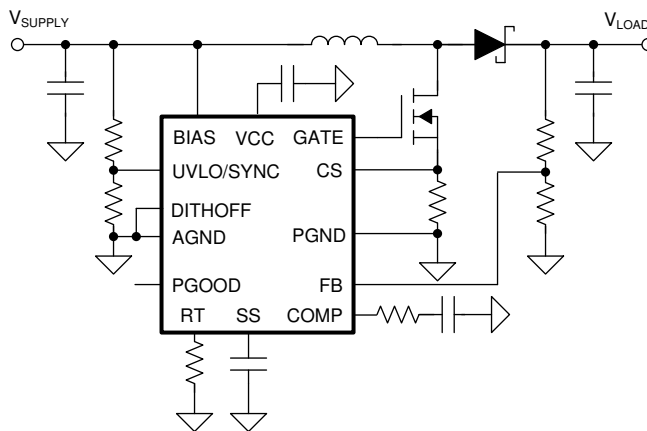 VSUPPLY
VLOAD
BIAS VCC GATE
UVLO/SYNC CS
DITHOFF
AGND PGND
PGOOD FB
RT SS COMP